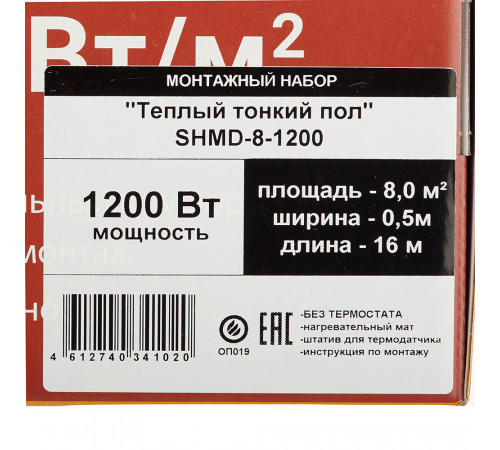 Вт/м²
МОНТАЖНЫЙ НАБОР
"Теплый тонкий пол"
SHMD-8-1200
1200 Вт
мощность
площадь - 8,0 м²
ширина - 0,5м
длина - 16 м
4 612740 341020
ОП019
ЕАС
-БЕЗ ТЕРМОСТАТА
-нагревательный мат
-штатив для термодатчика
-инструкция по монтажу